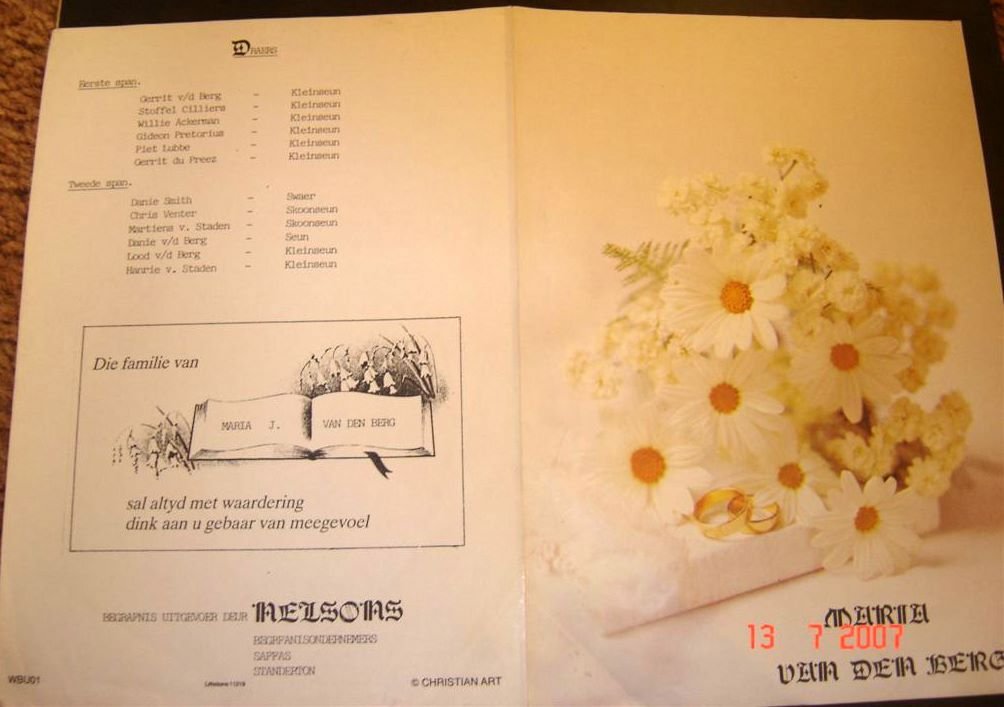 DRAERS
Eerste span.
Gerrit v/d Berg - Kleinseun
Stoffel Cilliers - Kleinseun
Willie Ackerman - Kleinseun
Gideon Pretorius - Kleinseun
Piet Lubbe - Kleinseun
Gerrit du Preez - Kleinseun
Tweede span.
Danie Smith - Swaer
Chris Venter - Skoonseun
Martiens v. Staden - Skoonseun
Danie v/d Berg - Seun
Lood v/d Berg - Kleinseun
Hanrie v. Staden - Kleinseun
Die familie van
MARIA J. VAN DEN BERG
sal altyd met waardering
dink aan u gebaar van meegevoel
BEGRAFNIS UITGEVOER DEUR NELSONS
BEGRFANISONDERNEMERS
SAPPAS
STANDERTON
WBU01
© CHRISTIAN ART
MARIA
13 7 2007
VAN DEN BERG